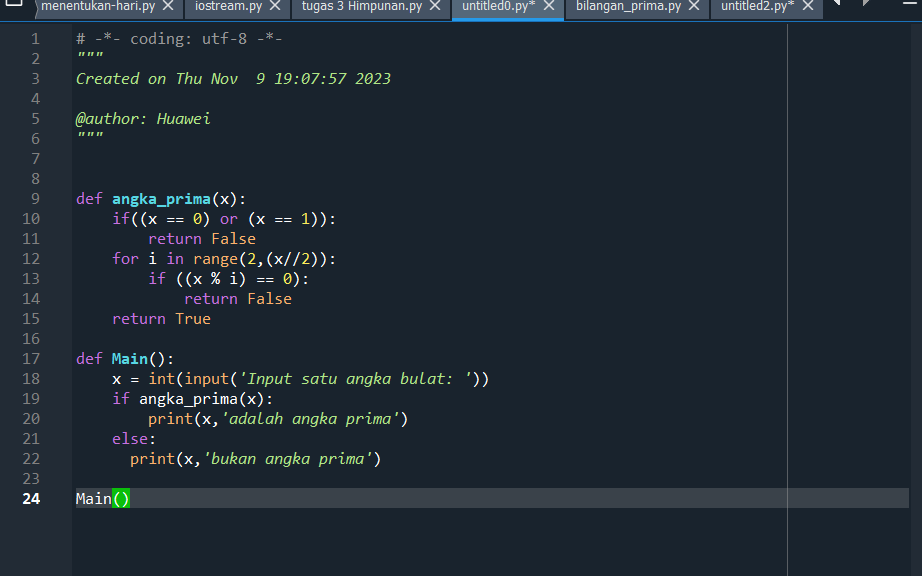 menentukan-hari.py iostream.py tugas 3 Himpunan.py untitled0.py* bilangan_prima.py untitled2.py*
1 # -*- coding: utf-8 -*-
2 """
3 Created on Thu Nov  9 19:07:57 2023
4
5 @author: Huawei
6 """
7
8
9 def angka_prima(x):
10     if((x == 0) or (x == 1)):
11         return False
12     for i in range(2,(x//2)):
13         if ((x % i) == 0):
14             return False
15     return True
16
17 def Main():
18     x = int(input('Input satu angka bulat: '))
19     if angka_prima(x):
20         print(x,'adalah angka prima')
21     else:
22       print(x,'bukan angka prima')
23
24 Main()